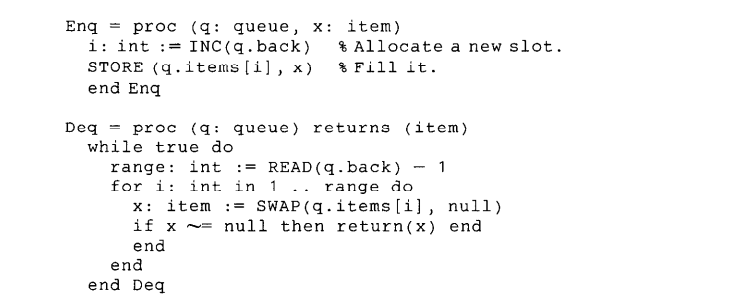 Enq = proc (q: queue, x: item)
i: int := INC(q.back) % Allocate a new slot.
STORE (q.items[i], x) % Fill it.
end Enq
Deq = proc (q: queue) returns (item)
while true do
range: int := READ(q.back) − 1
for i: int in 1 .. range do
x: item := SWAP(q.items[i], null)
if x ~= null then return(x) end
end
end
end Deq